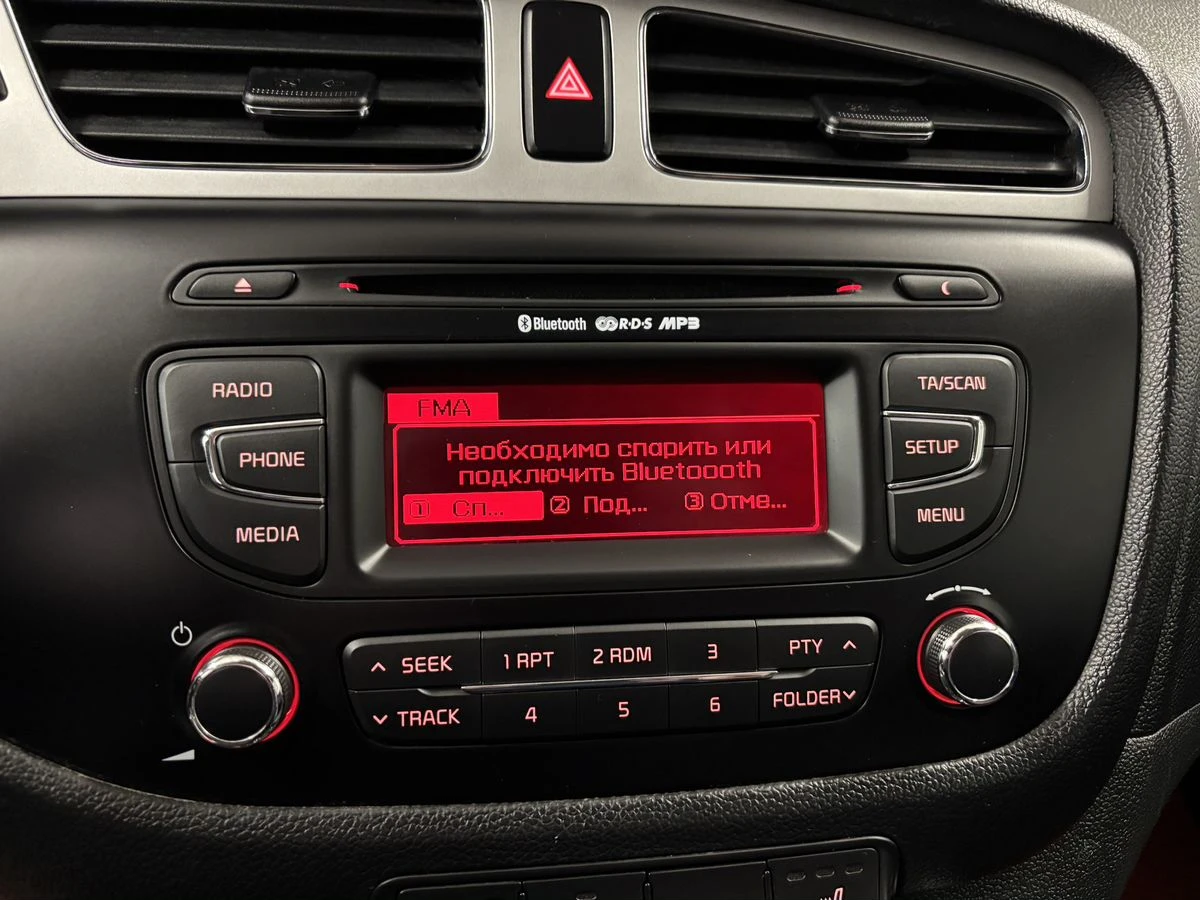 Bluetooth R·D·S MP3
RADIO
PHONE
MEDIA
FMA
Необходимо спарить или
подключить Bluetoooth
1 Сп... 2 Под... 3 Отме...
TA/SCAN
SETUP
MENU
SEEK 1 RPT 2 RDM 3 PTY
TRACK 4 5 6 FOLDER